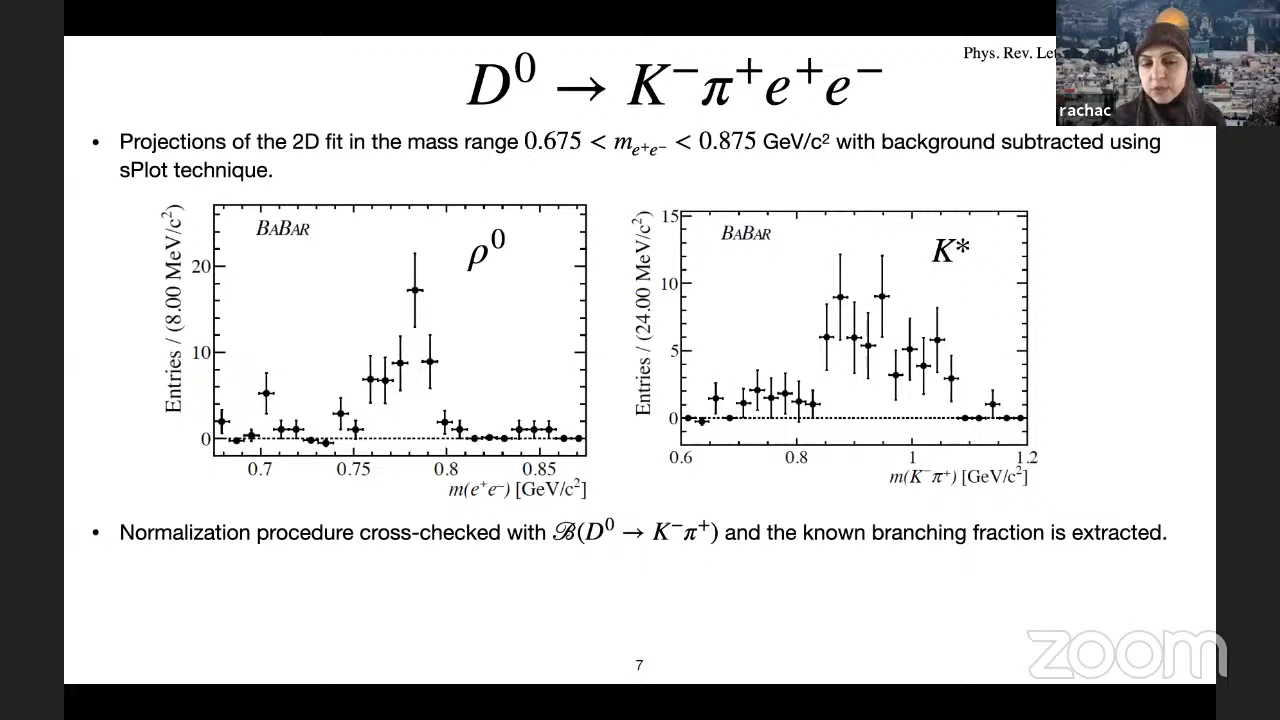 D⁰ → K⁻π⁺e⁺e⁻
Phys. Rev.
rachac
• Projections of the 2D fit in the mass range 0.675 < m_{e⁺e⁻} < 0.875 GeV/c² with background subtracted using
sPlot technique.
Entries / (8.00 MeV/c²)
BABAR
ρ⁰
20
10
0
0.7 0.75 0.8 0.85
m(e⁺e⁻) [GeV/c²]
Entries / (24.00 MeV/c²)
BABAR
K*
15
10
5
0
0.6 0.8 1 1.2
m(K⁻π⁺) [GeV/c²]
• Normalization procedure cross-checked with ℬ(D⁰ → K⁻π⁺) and the known branching fraction is extracted.
7
zoom